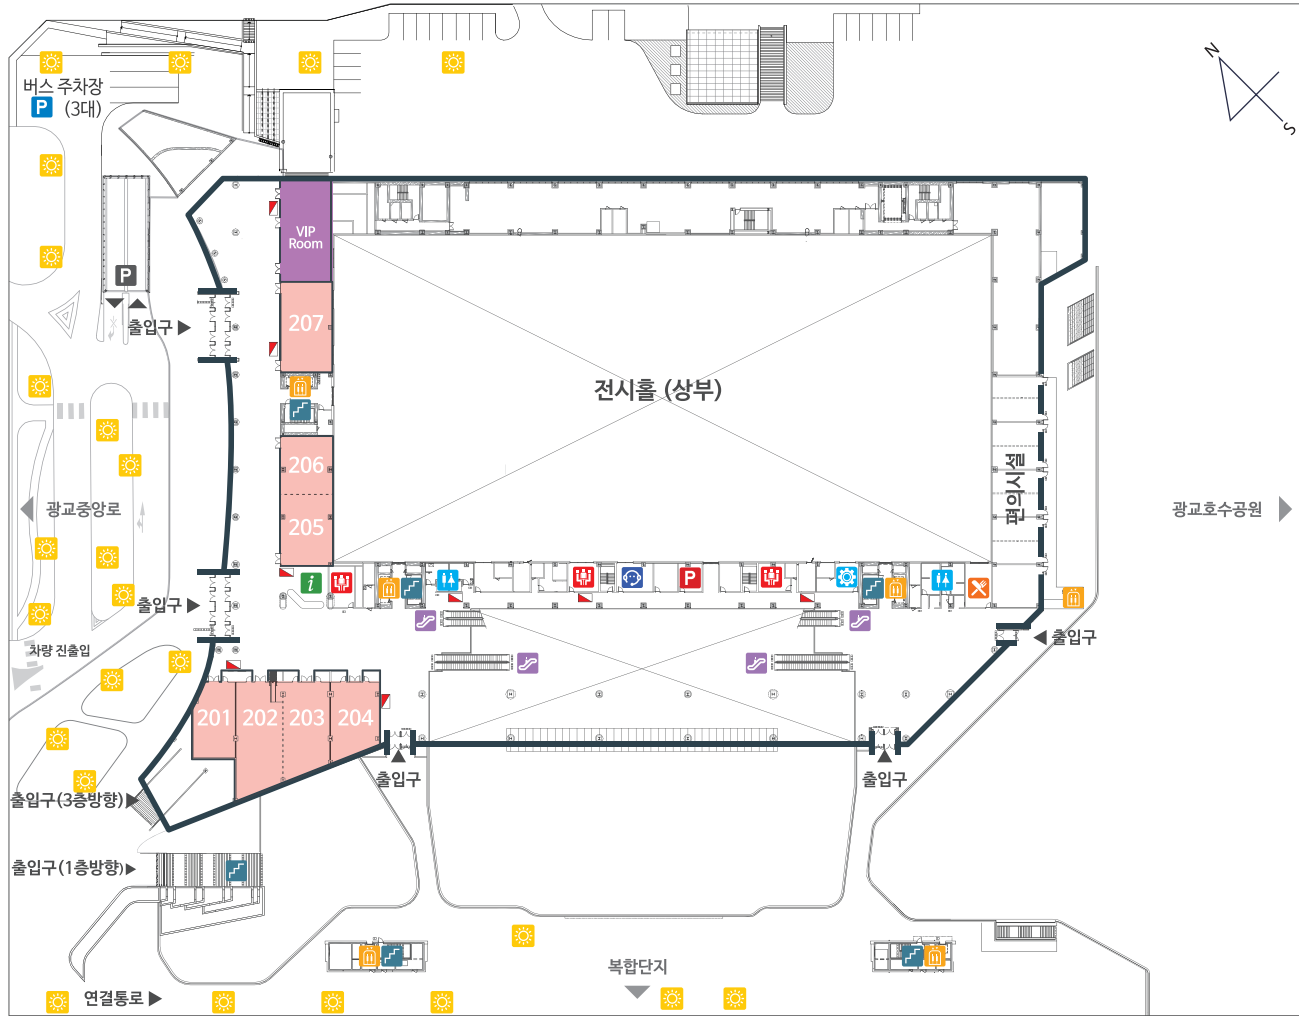 버스 주차장
P (3대)
N
S
VIP
Room
P
출입구
207
전시홀 (상부)
206
205
편의시설
광교중앙로
광교호수공원
i
P
출입구
출입구
차량 진출입
201
202
203
204
출입구
출입구
출입구(3층방향)
출입구(1층방향)
복합단지
연결통로